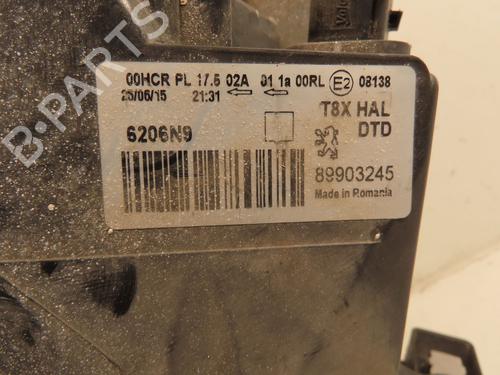 Valeo
00HCR PL 17.5 02A 01 1a 00RL E2 08138
25/06/15 21:31
T8X HAL
6206N9
DTD
89903245
Made in Romania
B-Parts